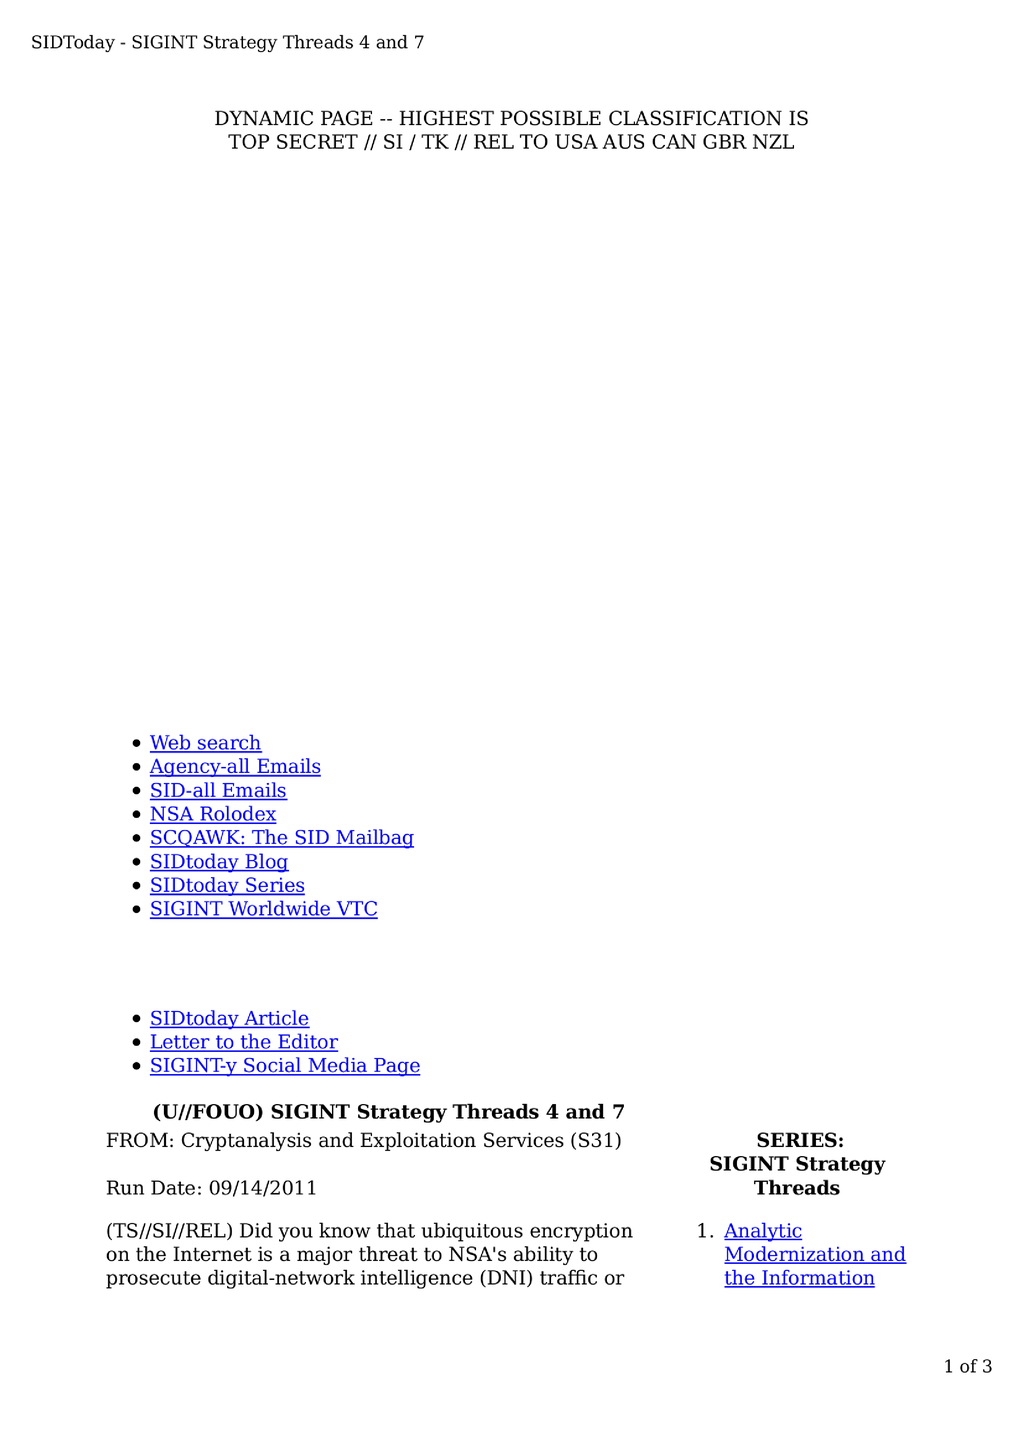 SIDToday - SIGINT Strategy Threads 4 and 7
DYNAMIC PAGE -- HIGHEST POSSIBLE CLASSIFICATION IS
TOP SECRET // SI / TK // REL TO USA AUS CAN GBR NZL
• Web search
• Agency-all Emails
• SID-all Emails
• NSA Rolodex
• SCQAWK: The SID Mailbag
• SIDtoday Blog
• SIDtoday Series
• SIGINT Worldwide VTC
• SIDtoday Article
• Letter to the Editor
• SIGINT-y Social Media Page
(U//FOUO) SIGINT Strategy Threads 4 and 7
FROM: Cryptanalysis and Exploitation Services (S31)
Run Date: 09/14/2011
(TS//SI//REL) Did you know that ubiquitous encryption
on the Internet is a major threat to NSA's ability to
prosecute digital-network intelligence (DNI) traffic or
SERIES:
SIGINT Strategy
Threads
1. Analytic
Modernization and
the Information
1 of 3